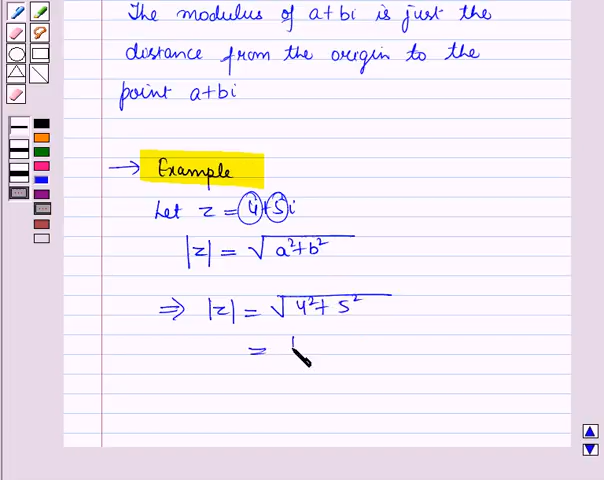 The modulus of a+bi is just the
distance from the origin to the
point a+bi
→ Example
Let z = 4+5i
|z| = √a²+b²
⇒ |z| = √4²+5²
=